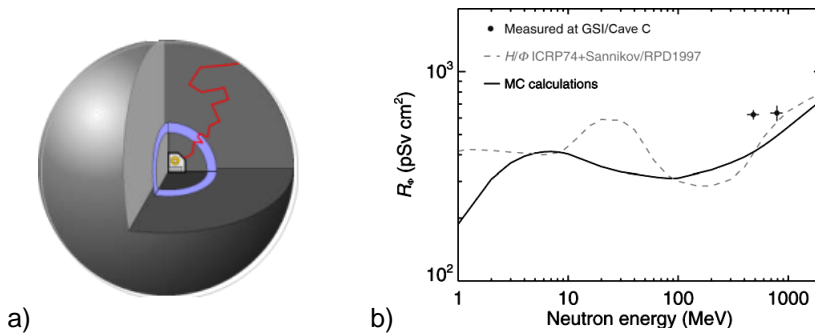 a)
b)
Measured at GSI/Cave C
H/Φ ICRP74+Sannikov/RPD1997
MC calculations
10³
10²
R_Φ (pSv cm²)
1 10 100 1000
Neutron energy (MeV)